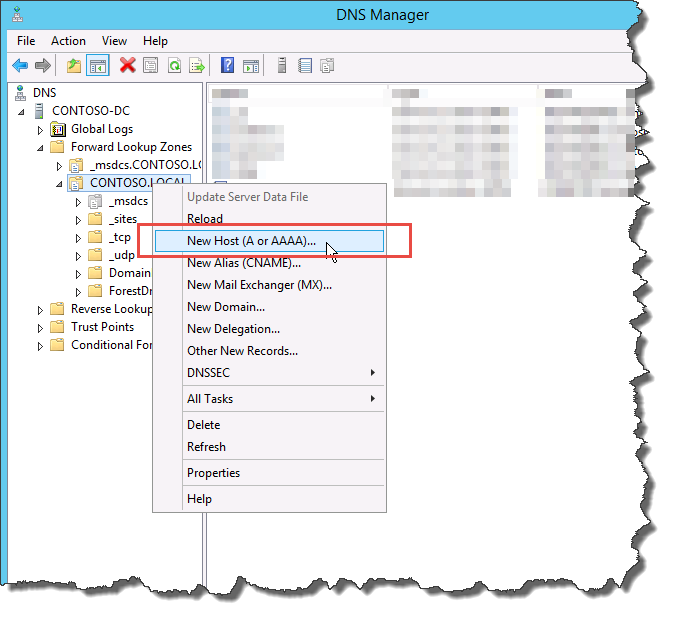 DNS Manager
File Action View Help
DNS
CONTOSO-DC
Global Logs
Forward Lookup Zones
_msdcs.CONTOSO.LO
CONTOSO.LOCAL
_msdcs
_sites
_tcp
_udp
Domain
ForestDn
Reverse Lookup
Trust Points
Conditional For
Update Server Data File
Reload
New Host (A or AAAA)...
New Alias (CNAME)...
New Mail Exchanger (MX)...
New Domain...
New Delegation...
Other New Records...
DNSSEC
All Tasks
Delete
Refresh
Properties
Help